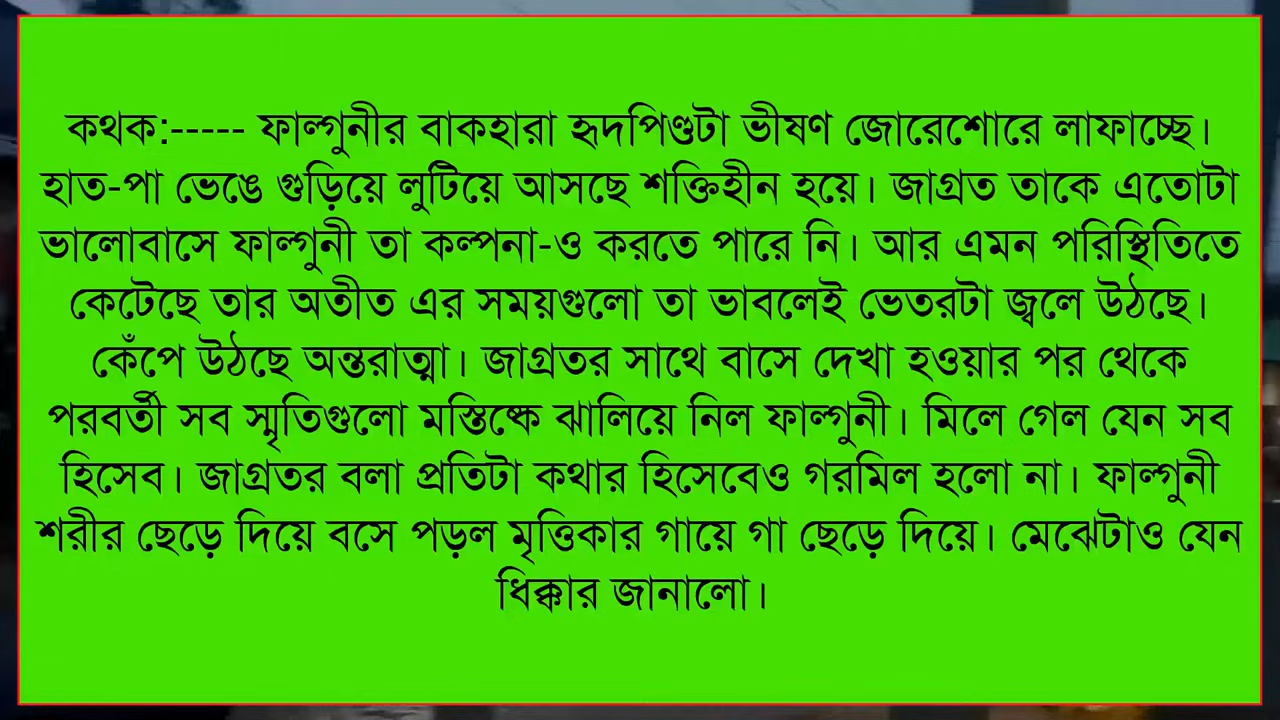 কথক:----- ফাল্গুনীর বাকহারা হৃদপিণ্ডটা ভীষণ জোরেশোরে লাফাচ্ছে।
হাত-পা ভেঙে গুড়িয়ে লুটিয়ে আসছে শক্তিহীন হয়ে। জাগ্রত তাকে এতোটা
ভালোবাসে ফাল্গুনী তা কল্পনা-ও করতে পারে নি। আর এমন পরিস্থিতিতে
কেটেছে তার অতীত এর সময়গুলো তা ভাবলেই ভেতরটা জ্বলে উঠছে।
কেঁপে উঠছে অন্তরাত্মা। জাগ্রতর সাথে বাসে দেখা হওয়ার পর থেকে
পরবর্তী সব স্মৃতিগুলো মস্তিষ্কে ঝালিয়ে নিল ফাল্গুনী। মিলে গেল যেন সব
হিসেব। জাগ্রতর বলা প্রতিটা কথার হিসেবেও গরমিল হলো না। ফাল্গুনী
শরীর ছেড়ে দিয়ে বসে পড়ল মৃত্তিকার গায়ে গা ছেড়ে দিয়ে। মেঝেটাও যেন
ধিক্কার জানালো।